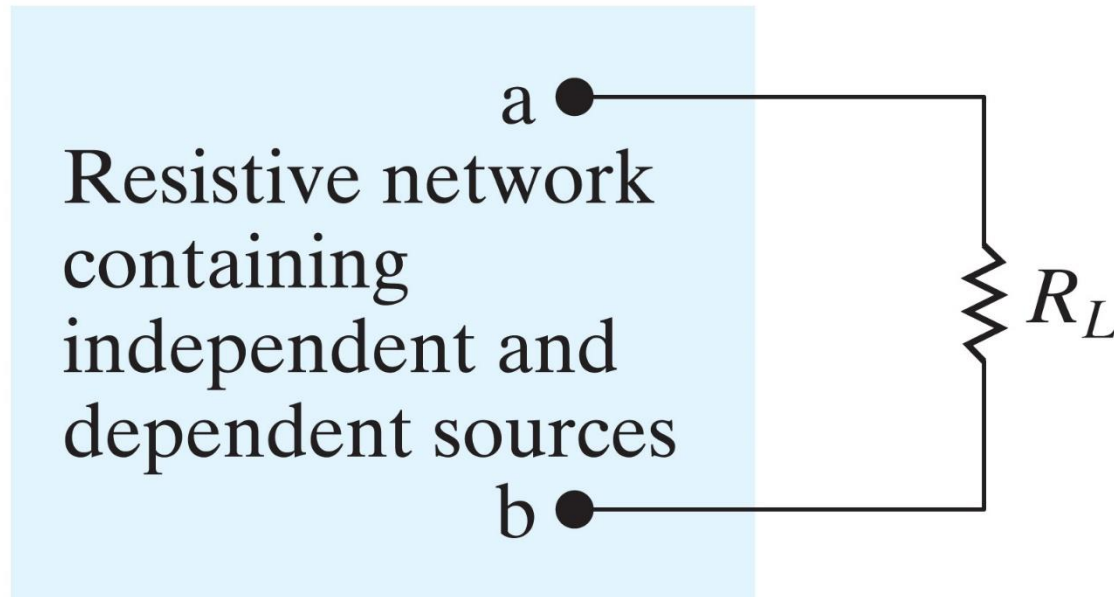 a
Resistive network
containing
independent and
dependent sources
b
R_L